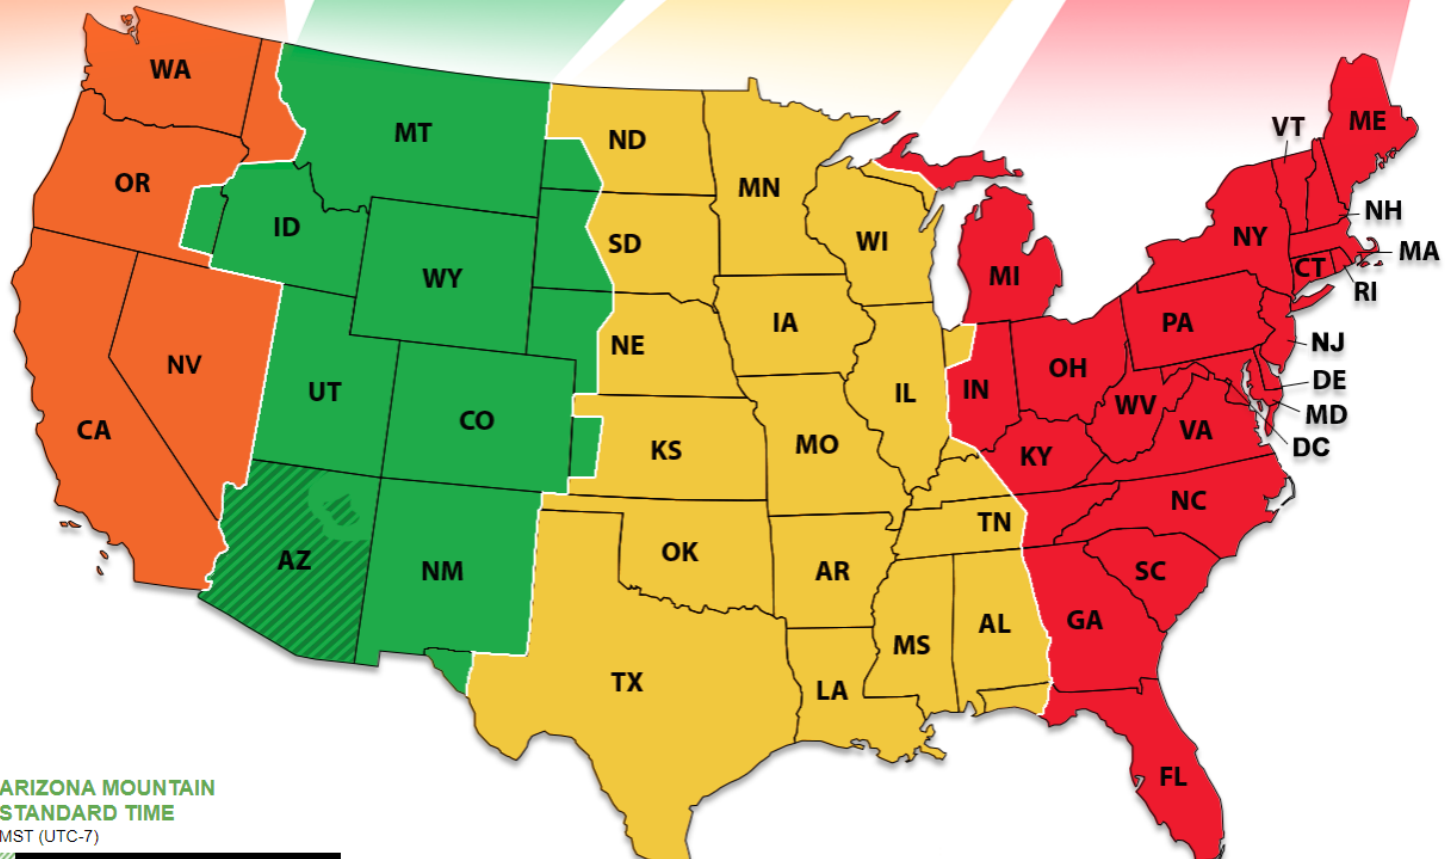 WA
MT
ND
MN
VT
ME
OR
ID
SD
WI
NY
NH
MA
CT
RI
WY
MI
IA
PA
NE
NJ
NV
UT
CO
IL
IN
OH
DE
WV
MD
CA
KS
MO
KY
VA
DC
NC
TN
AZ
NM
OK
AR
SC
MS
AL
GA
TX
LA
FL
ARIZONA MOUNTAIN
STANDARD TIME
MST (UTC-7)